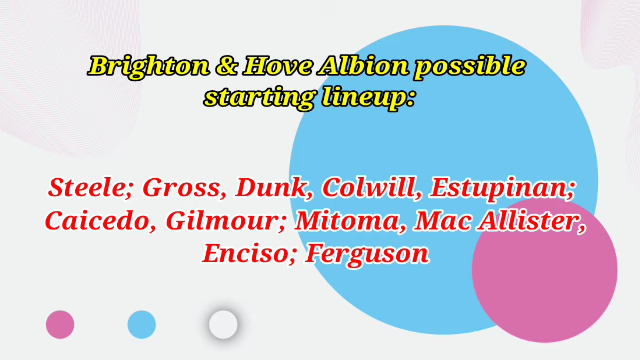 Brighton & Hove Albion possible
starting lineup:
Steele; Gross, Dunk, Colwill, Estupinan;
Caicedo, Gilmour; Mitoma, Mac Allister,
Enciso; Ferguson